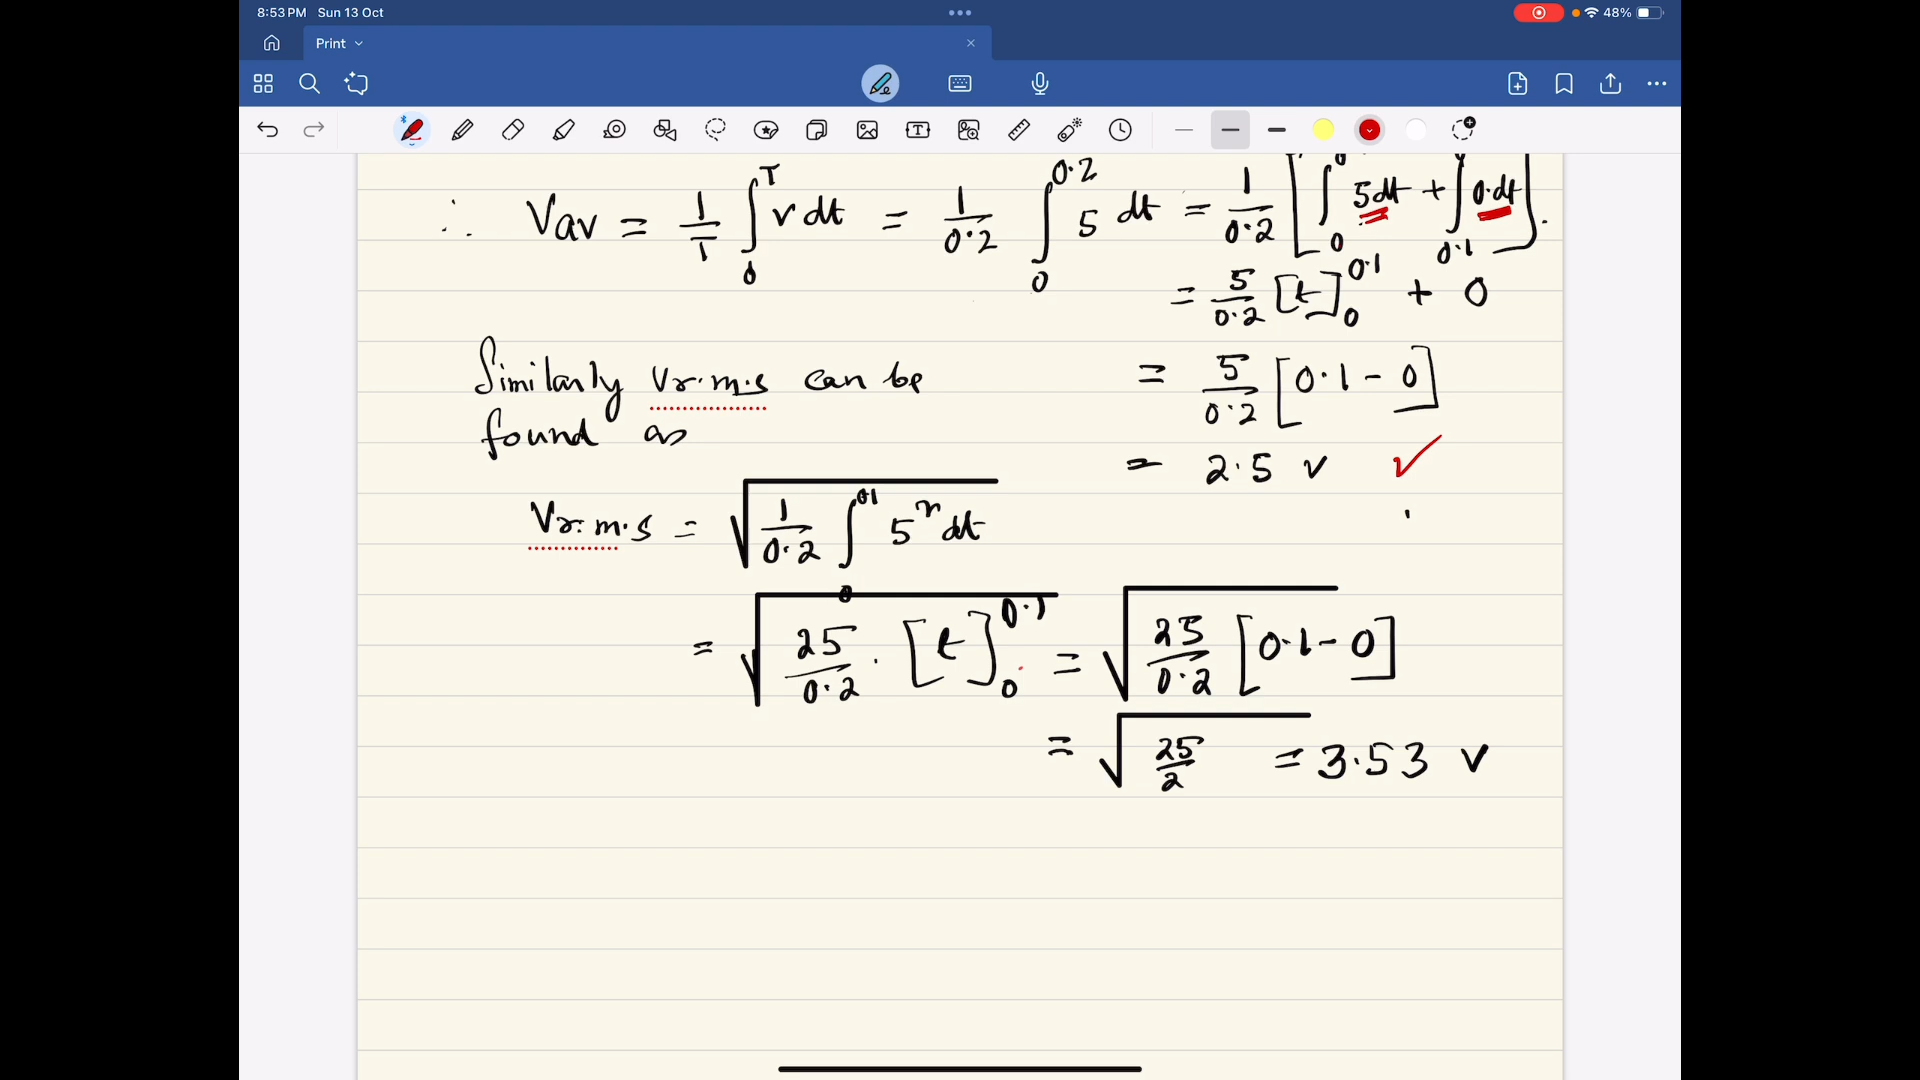 8:53 PM Sun 13 Oct
48%
Print
∴ Vav = 1/T ∫₀ᵀ v dt = 1/0.2 ∫₀^0.2 5 dt = 1/0.2 [∫₀ 5dt + ∫_0.1 0.dt].
= 5/0.2 [t]₀^0.1 + 0
= 5/0.2 [0.1 - 0]
= 2.5 v ✓
Similarly Vr.m.s can be
found as
Vr.m.s = √(1/0.2 ∫₀^0.1 5² dt)
= √(25/0.2 . [t]₀^0.1) = √(25/0.2 [0.1 - 0])
= √(25/2) = 3.53 v